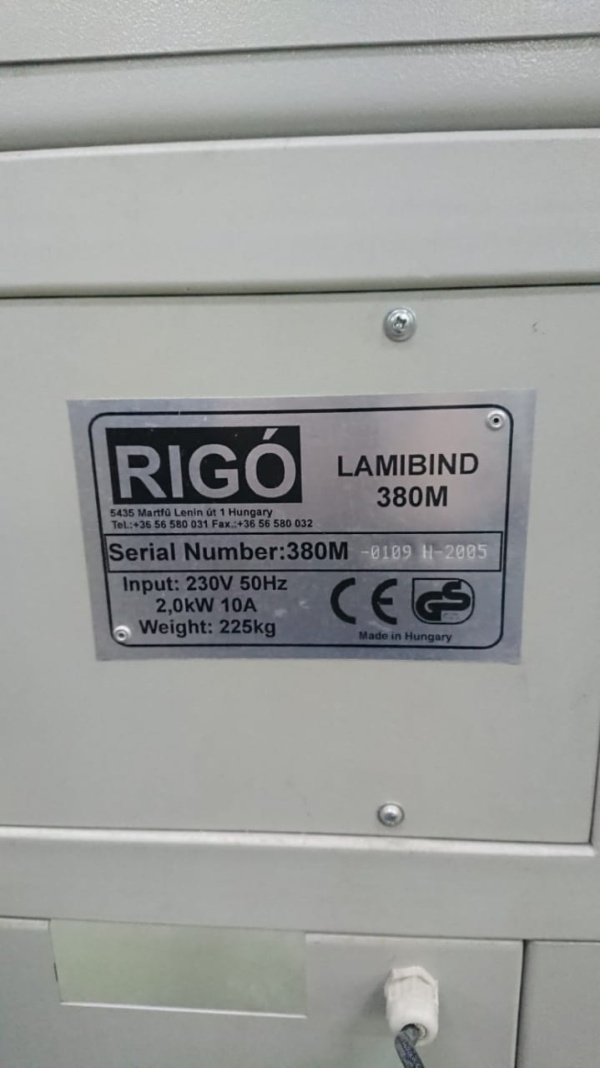 RIGÓ
LAMIBIND
380M
5435 Martfű Lenin út 1 Hungary
Tel.:+36 56 580 031 Fax.:+36 56 580 032
Serial Number:380M -0109 H-2005
Input: 230V 50Hz
2,0kW 10A
Weight: 225kg
CE
GS
Made in Hungary